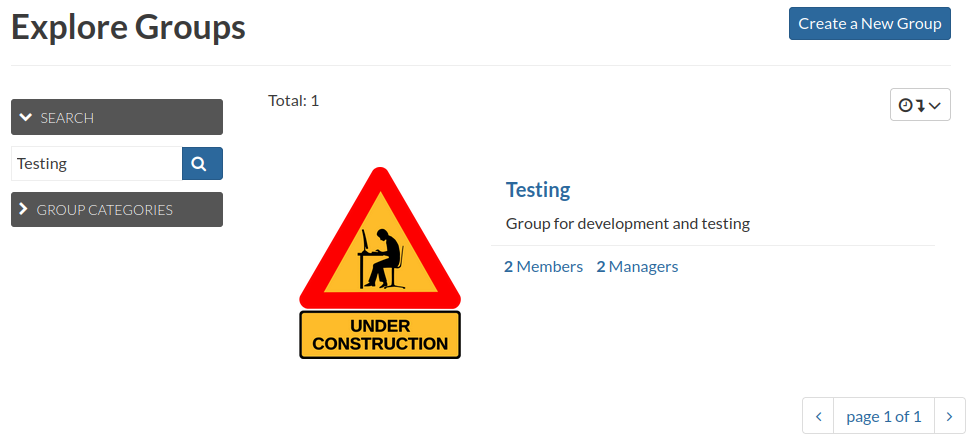 Explore Groups
Create a New Group
SEARCH
Total: 1
Testing
GROUP CATEGORIES
Testing
Group for development and testing
2 Members 2 Managers
UNDER
CONSTRUCTION
page 1 of 1